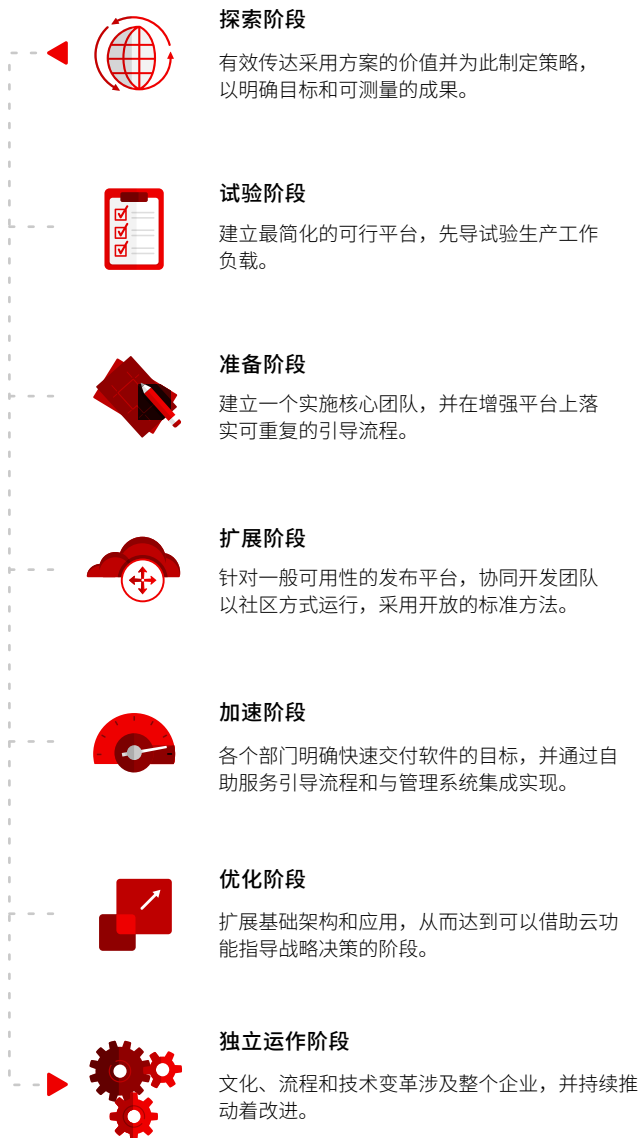 探索阶段
有效传达采用方案的价值并为此制定策略，
以明确目标和可测量的成果。
试验阶段
建立最简化的可行平台，先导试验生产工作
负载。
准备阶段
建立一个实施核心团队，并在增强平台上落
实可重复的引导流程。
扩展阶段
针对一般可用性的发布平台，协同开发团队
以社区方式运行，采用开放的标准方法。
加速阶段
各个部门明确快速交付软件的目标，并通过自
助服务引导流程和与管理系统集成实现。
优化阶段
扩展基础架构和应用，从而达到可以借助云功
能指导战略决策的阶段。
独立运作阶段
文化、流程和技术变革涉及整个企业，并持续推
动着改进。